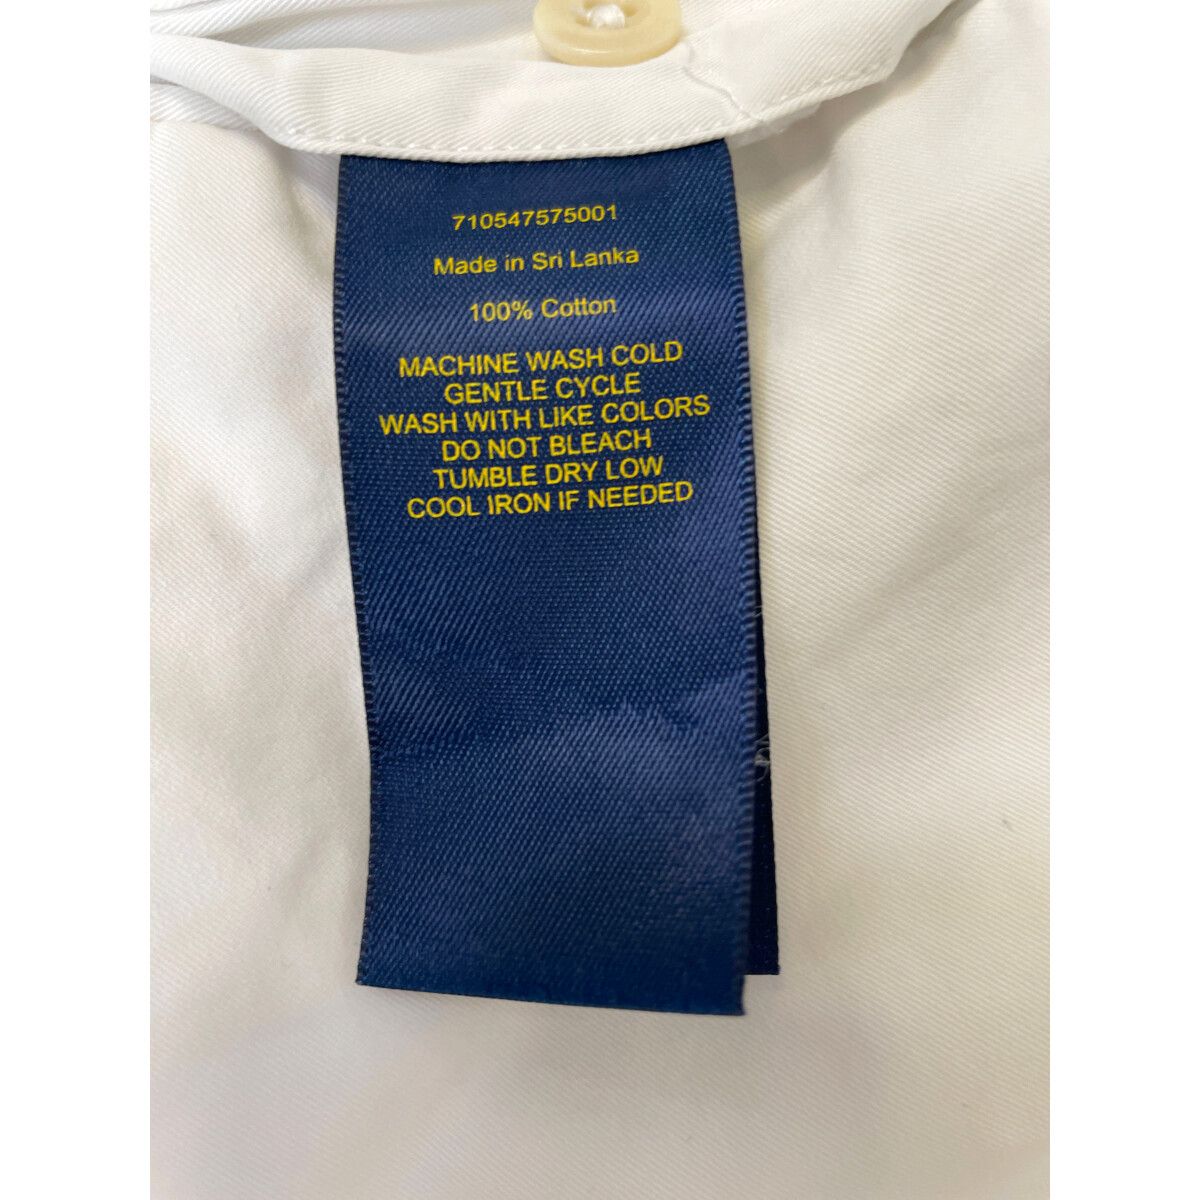 710547575001
Made in Sri Lanka
100% Cotton
MACHINE WASH COLD
GENTLE CYCLE
WASH WITH LIKE COLORS
DO NOT BLEACH
TUMBLE DRY LOW
COOL IRON IF NEEDED